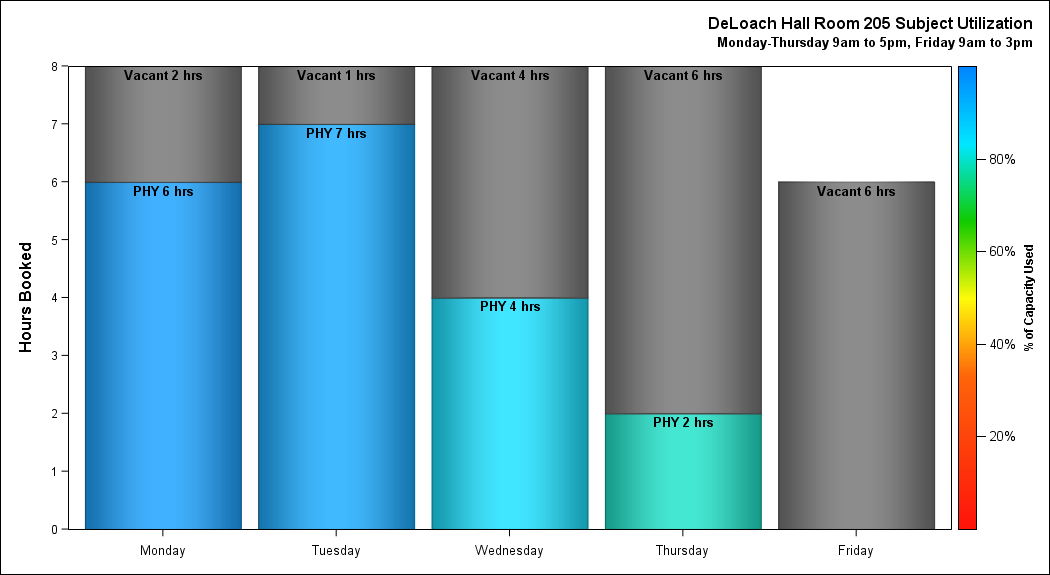 DeLoach Hall Room 205 Subject Utilization
Monday-Thursday 9am to 5pm, Friday 9am to 3pm
Hours Booked
8
7
6
5
4
3
2
1
0
Vacant 2 hrs
PHY 6 hrs
Vacant 1 hrs
PHY 7 hrs
Vacant 4 hrs
PHY 4 hrs
Vacant 6 hrs
PHY 2 hrs
Vacant 6 hrs
Monday
Tuesday
Wednesday
Thursday
Friday
80%
60%
40%
20%
% of Capacity Used